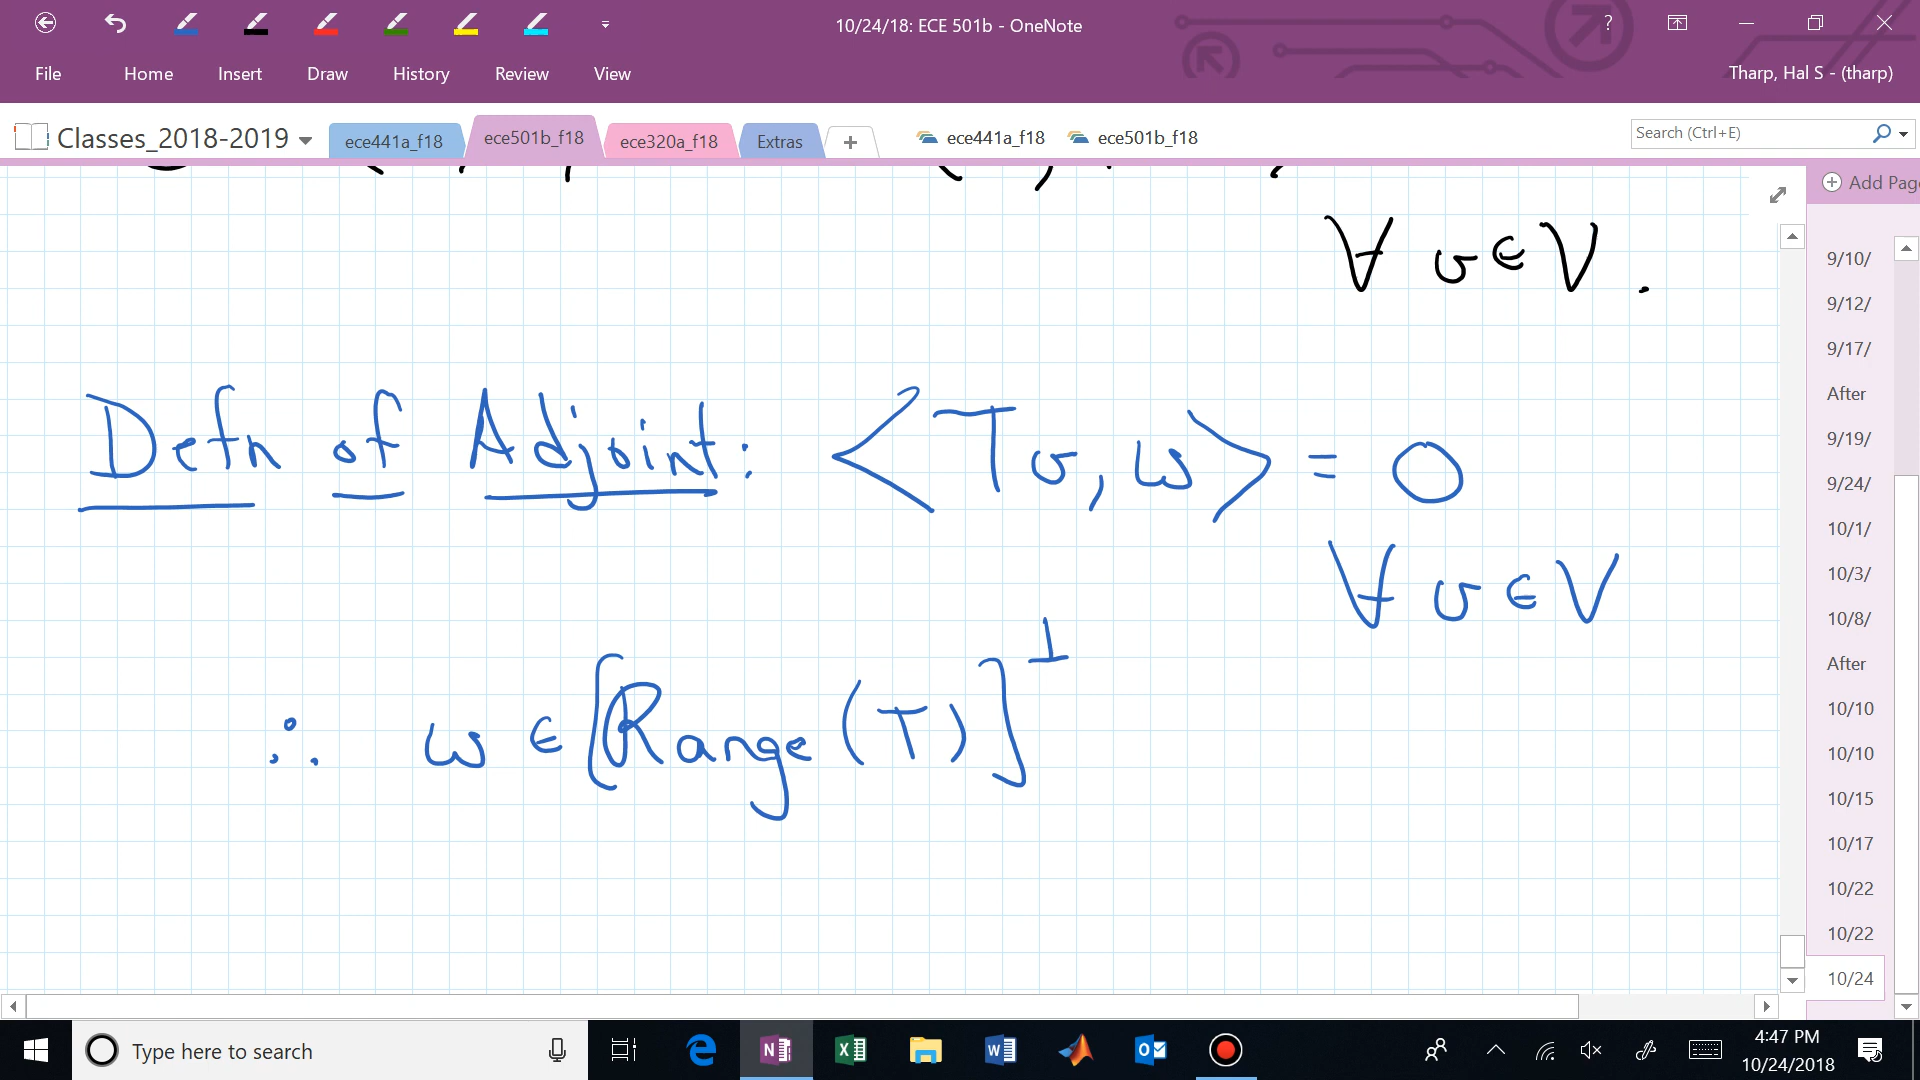 10/24/18: ECE 501b - OneNote
?
File Home Insert Draw History Review View
Tharp, Hal S - (tharp)
Classes_2018-2019
ece441a_f18
ece501b_f18
ece320a_f18
Extras
+
ece441a_f18
ece501b_f18
Search (Ctrl+E)
Add Page
∀ v ∈ V .
Defn of Adjoint: <Tv, w> = 0
∀ v ∈ V
∴ w ∈ [Range(T)]^⊥
9/10/
9/12/
9/17/
After
9/19/
9/24/
10/1/
10/3/
10/8/
After
10/10
10/10
10/15
10/17
10/22
10/22
10/24
Type here to search
4:47 PM
10/24/2018